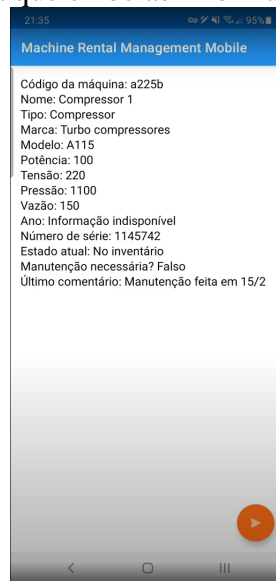 21:35
95%
Machine Rental Management Mobile
Código da máquina: a225b
Nome: Compressor 1
Tipo: Compressor
Marca: Turbo compressores
Modelo: A115
Potência: 100
Tensão: 220
Pressão: 1100
Vazão: 150
Ano: Informação indisponível
Número de série: 1145742
Estado atual: No inventário
Manutenção necessária? Falso
Último comentário: Manutenção feita em 15/2